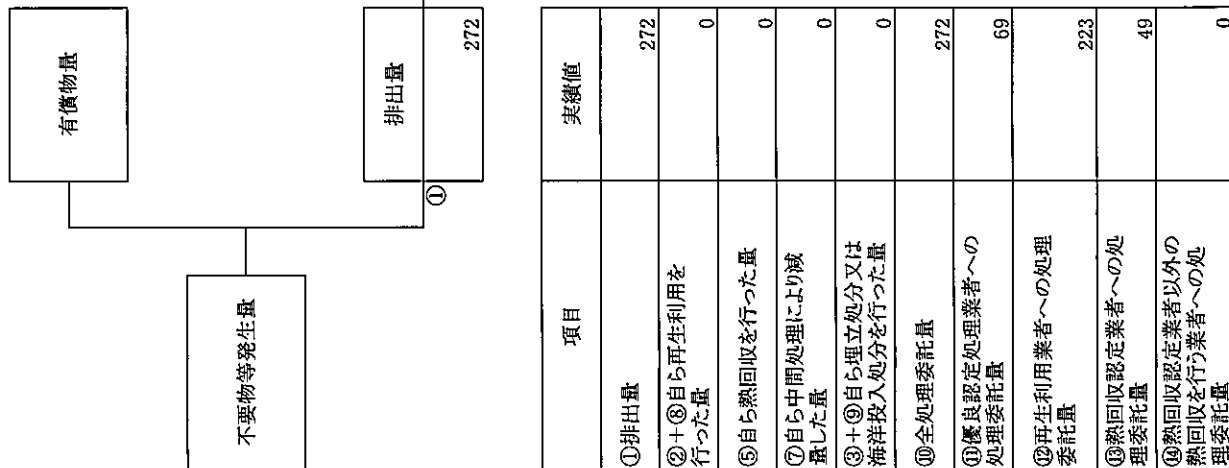 有償物量
不要物等発生量
排出量
①
272
項目
実績値
①排出量
272
②+⑧自ら再生利用を
行った量
0
⑤自ら熱回収を行った量
0
⑦自ら中間処理により減
量した量
0
③+⑨自ら埋立処分又は
海洋投入処分を行った量
0
⑩全処理委託量
272
⑪優良認定処理業者への
処理委託量
69
⑫再生利用業者への処理
委託量
223
⑬熱回収認定業者への処
理委託量
49
⑭熱回収認定業者以外の
熱回収を行う業者への処
理委託量
0